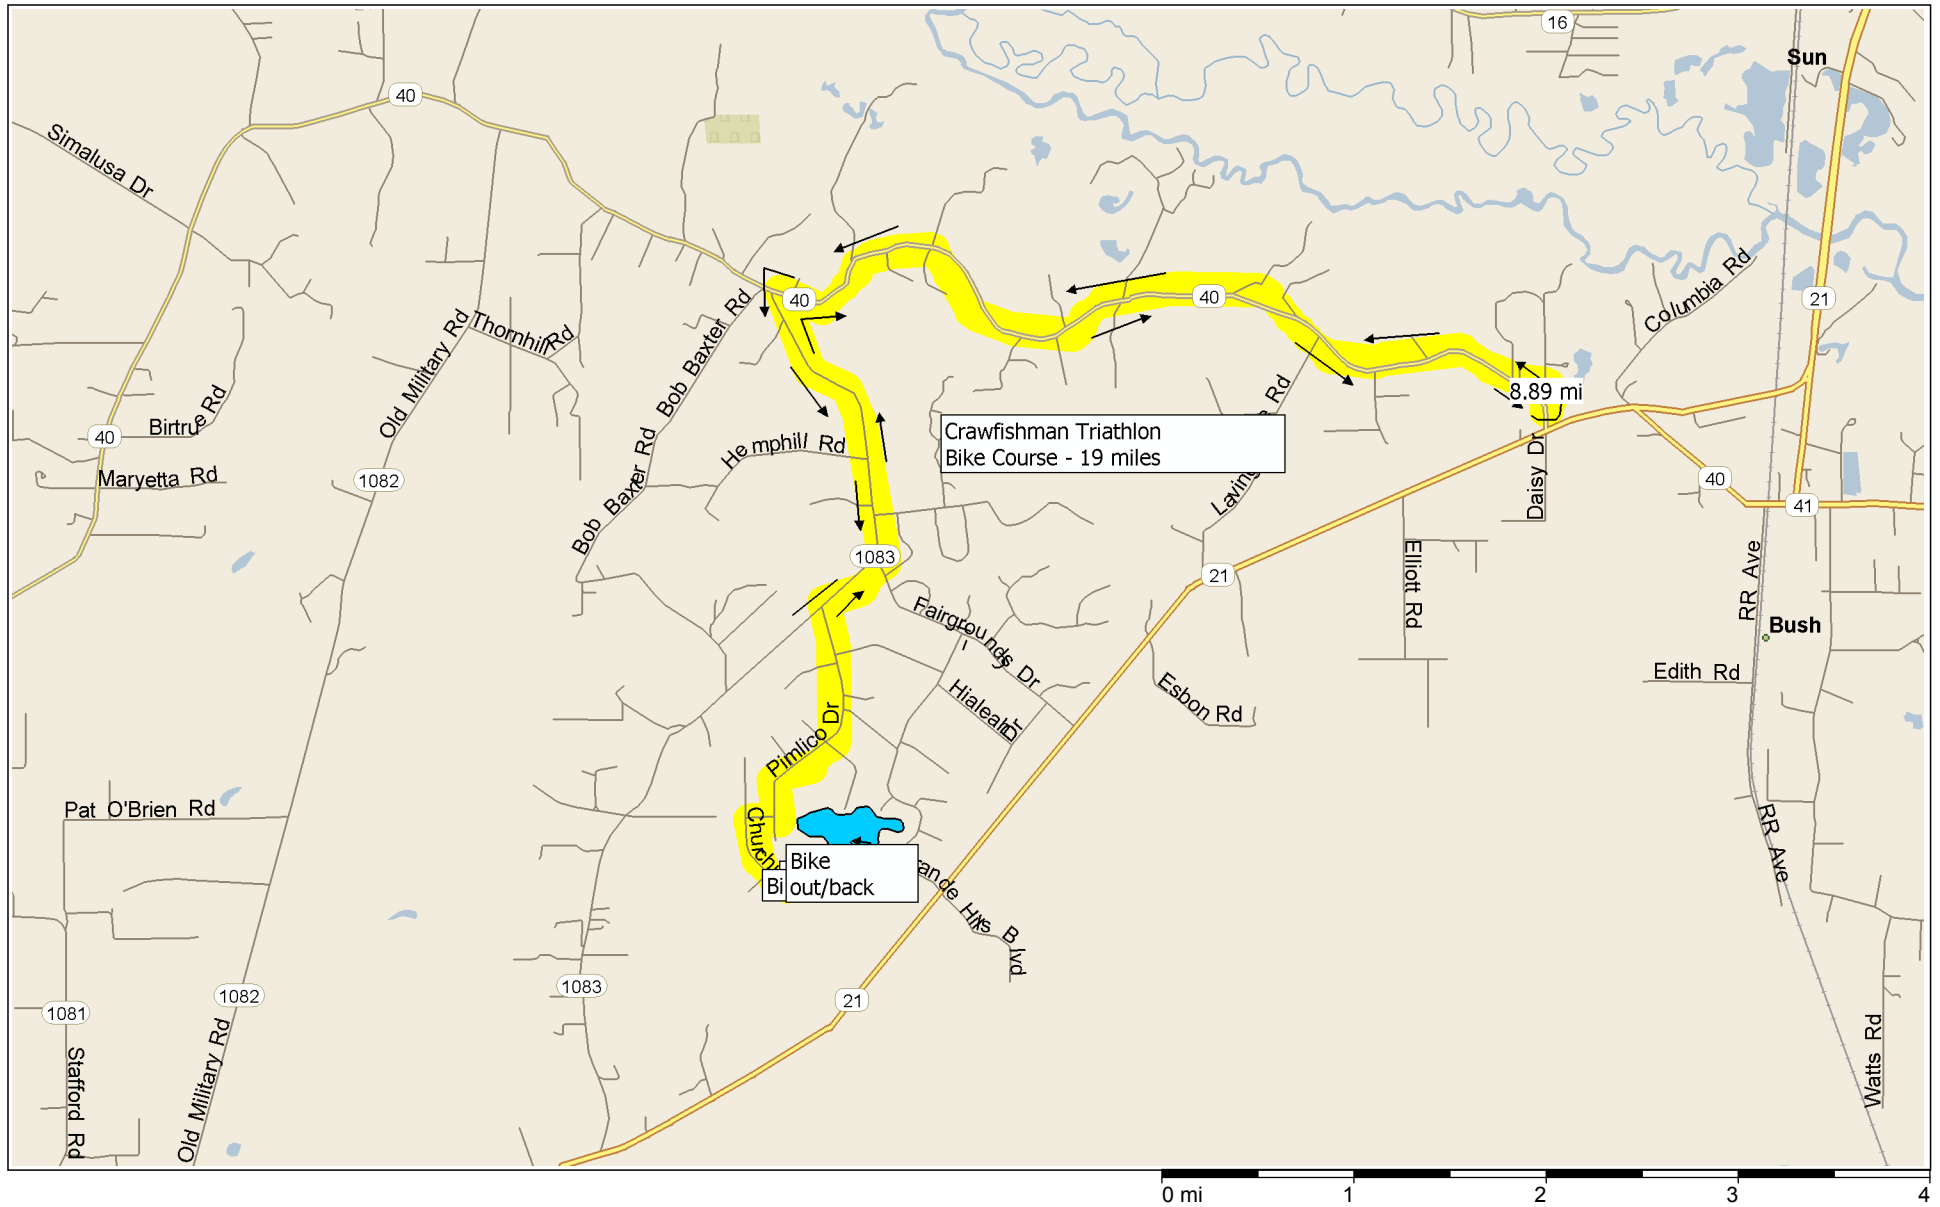 16
Sun
40
Simalusa Dr
Columbia Rd
40
40
21
Thornhill Rd
Bob Baxter Rd
Old Military Rd
8.89 mi
Birtrue Rd
Crawfishman Triathlon
Bike Course - 19 miles
40
Hemphill Rd
Daisy Dr
Maryetta Rd
1082
Bob Baxter Rd
40
41
1083
21
Elliott Rd
RR Ave
Fairgrounds Dr
Bush
Edith Rd
Hialeah Dr
Esbon Rd
Pimlico Dr
Pat O'Brien Rd
RR Ave
Bike
out/back
Bi
Blvd
1083
1082
21
1081
Stafford Rd
Old Military Rd
Watts Rd
0 mi
1
2
3
4